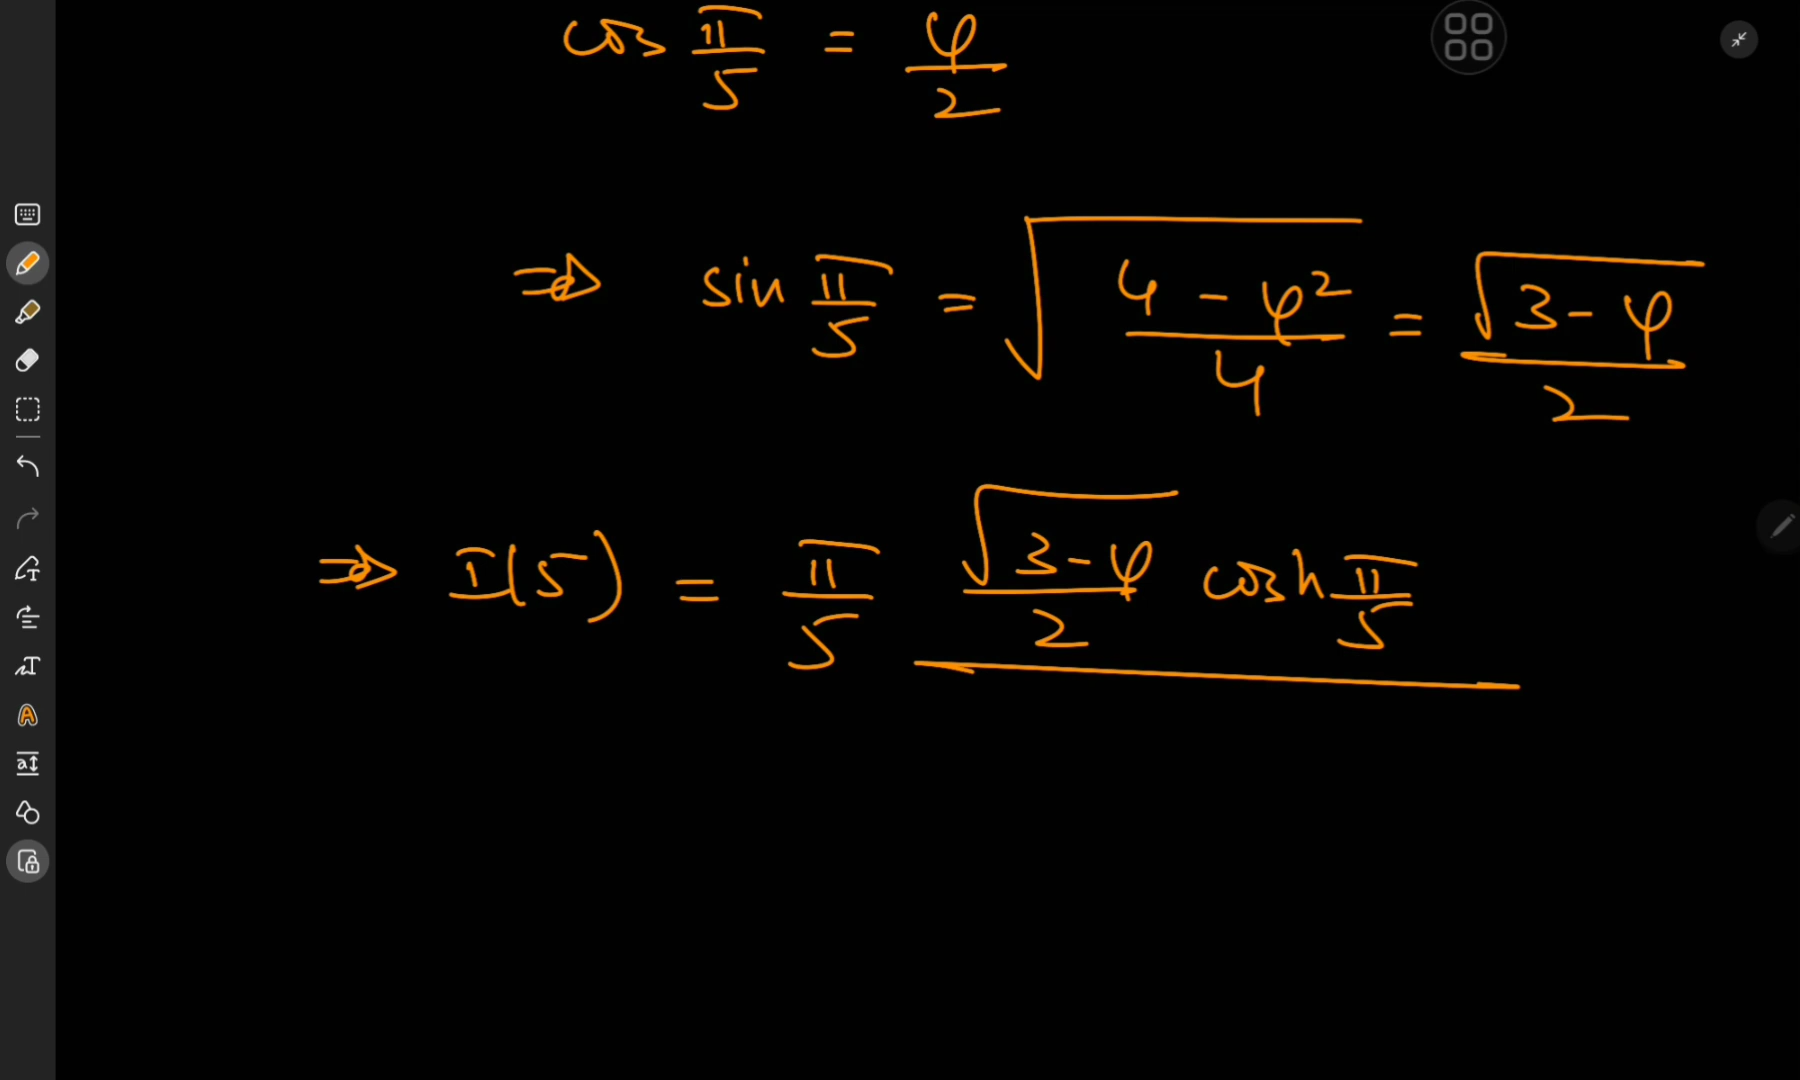 cos π/5 = φ/2
⇒ sin π/5 = √((4 - φ²)/4) = √(3 - φ)/2
⇒ I(5) = π/5 √(3 - φ)/2 cosh π/5